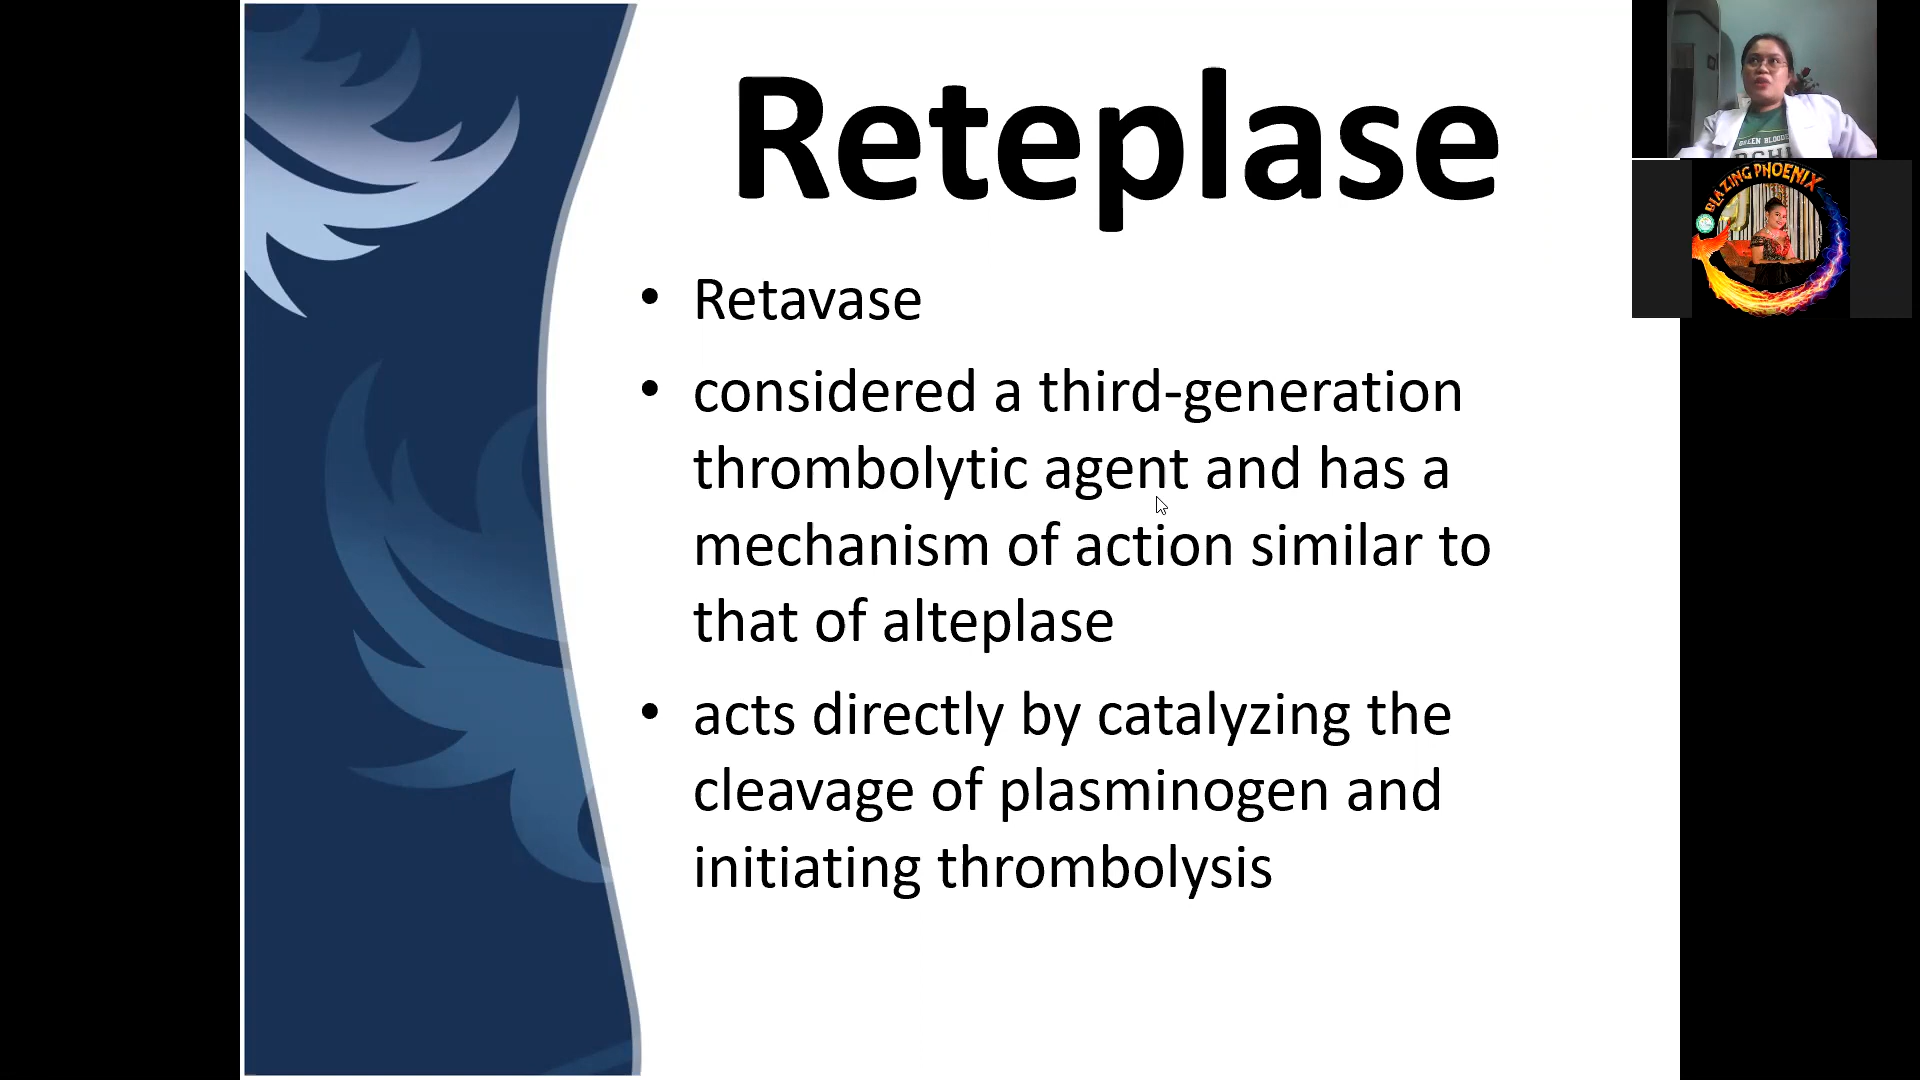 Reteplase
• Retavase
• considered a third-generation
thrombolytic agent and has a
mechanism of action similar to
that of alteplase
• acts directly by catalyzing the
cleavage of plasminogen and
initiating thrombolysis
BLAZING PHOENIX